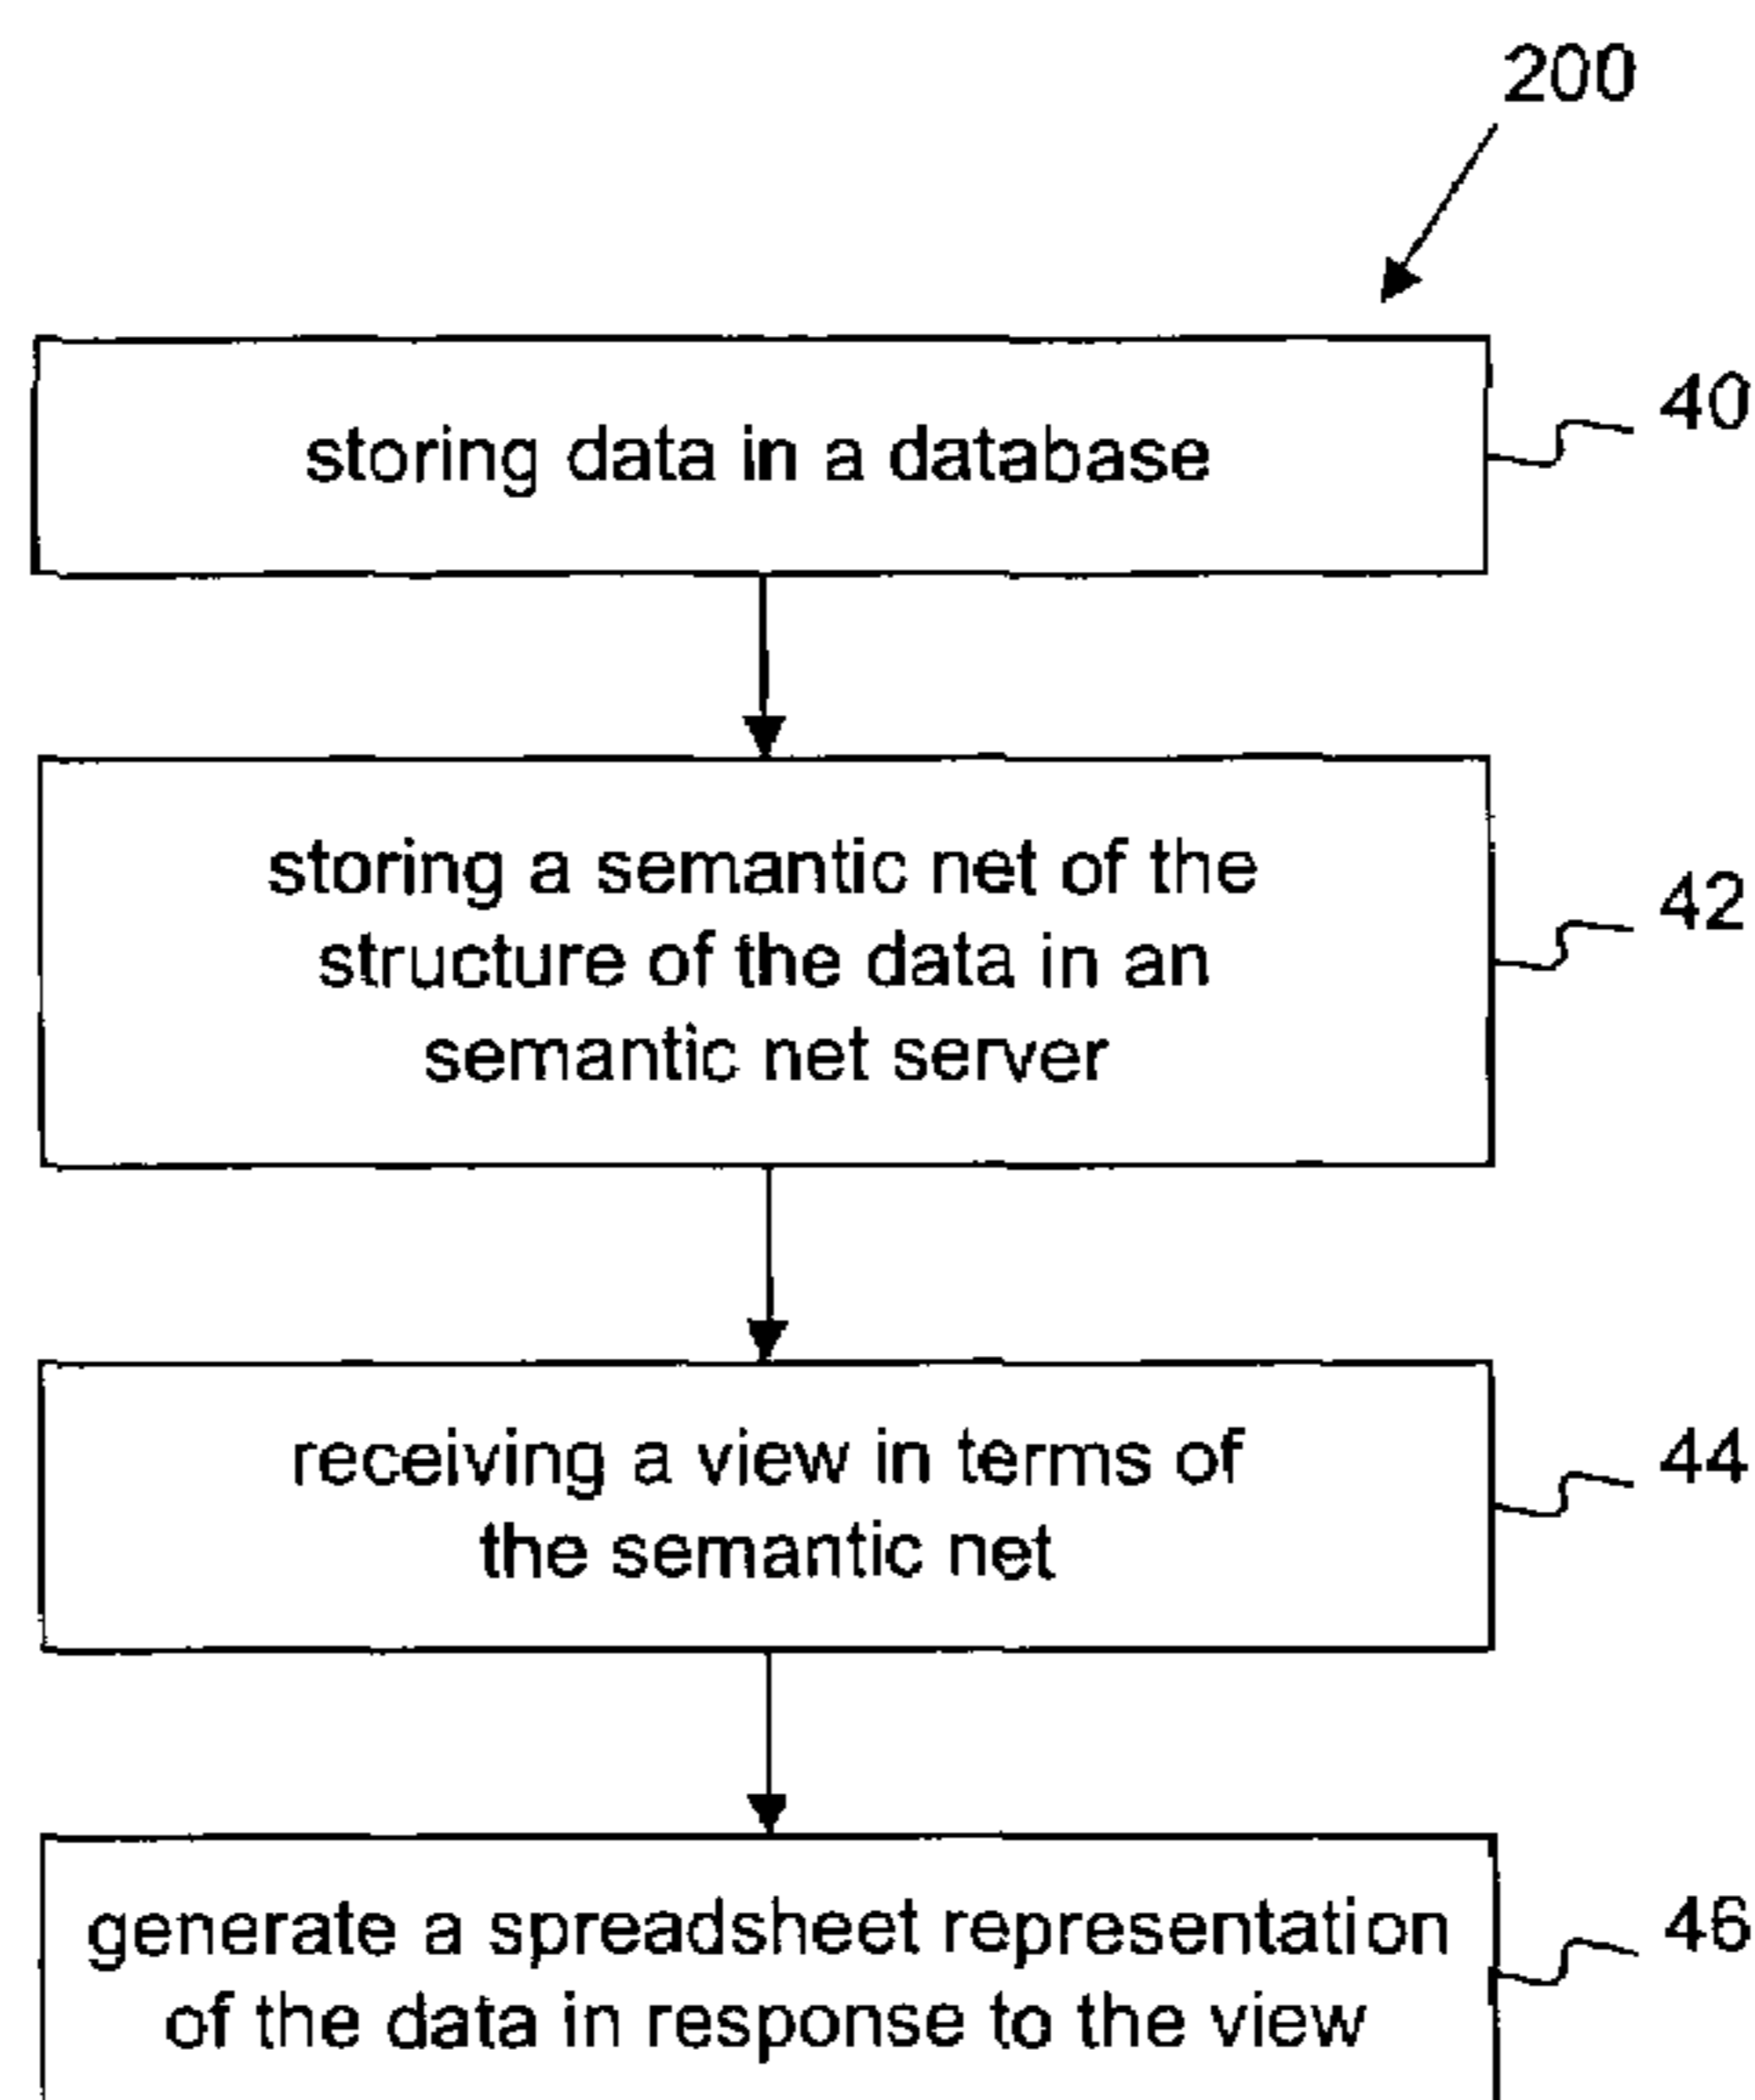 200
storing data in a database
40
storing a semantic net of the
structure of the data in an
semantic net server
42
receiving a view in terms of
the semantic net
44
generate a spreadsheet representation
of the data in response to the view
46